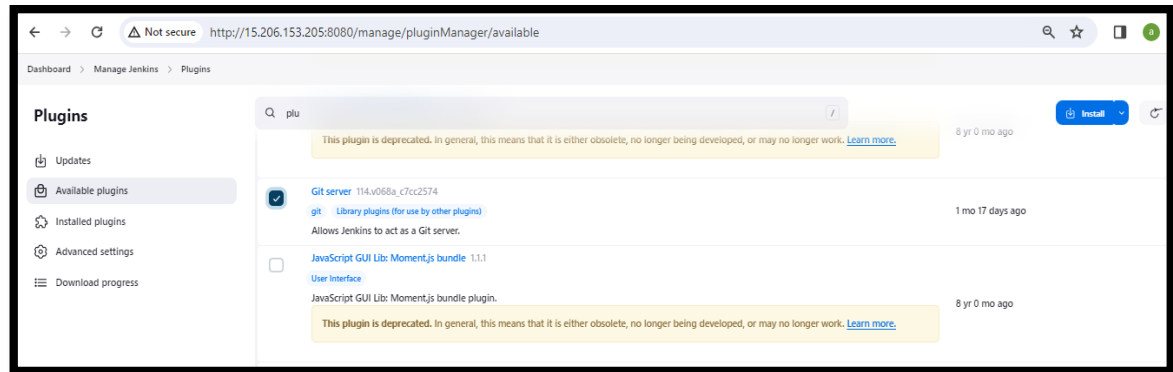 Not secure http://15.206.153.205:8080/manage/pluginManager/available
a
Dashboard > Manage Jenkins > Plugins
Plugins
plu
/
Install
This plugin is deprecated. In general, this means that it is either obsolete, no longer being developed, or may no longer work. Learn more.
8 yr 0 mo ago
Updates
Available plugins
Installed plugins
Advanced settings
Download progress
Git server 114.v068a_c7cc2574
git Library plugins (for use by other plugins)
Allows Jenkins to act as a Git server.
1 mo 17 days ago
JavaScript GUI Lib: Moment.js bundle 1.1.1
User Interface
JavaScript GUI Lib: Moment.js bundle plugin.
This plugin is deprecated. In general, this means that it is either obsolete, no longer being developed, or may no longer work. Learn more.
8 yr 0 mo ago